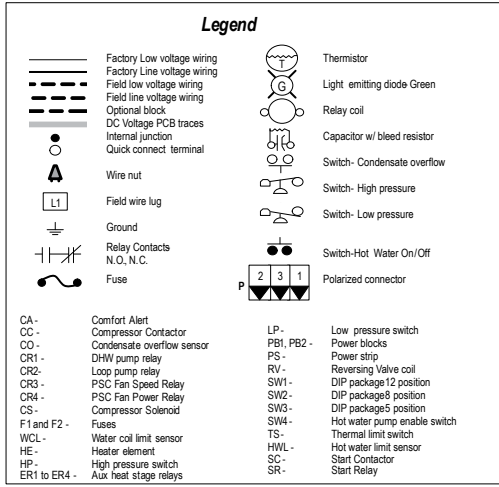 Legend
Factory Low voltage wiring
Factory Line voltage wiring
Field low voltage wiring
Field line voltage wiring
Optional block
DC Voltage PCB traces
Internal junction
Quick connect terminal
Wire nut
L1
Field wire lug
Ground
Relay Contacts-
N.O., N.C.
Fuse
T
Thermistor
G
Light emitting diode- Green
Relay coil
Capacitor w/ bleed resistor
Switch- Condensate overflow
Switch- High pressure
Switch- Low pressure
Switch-Hot Water On/Off
P 2 3 1
Polarized connector
CA - Comfort Alert
CC - Compressor Contactor
CO - Condensate overflow sensor
CR1 - DHW pump relay
CR2- Loop pump relay
CR3 - PSC Fan Speed Relay
CR4 - PSC Fan Power Relay
CS - Compressor Solenoid
F1 and F2 - Fuses
WCL - Water coil limit sensor
HE - Heater element
HP - High pressure switch
ER1 to ER4 - Aux heat stage relays
LP - Low pressure switch
PB1, PB2 - Power blocks
PS - Power strip
RV - Reversing Valve coil
SW1 - DIP package12 position
SW2 - DIP package8 position
SW3 - DIP package5 position
SW4 - Hot water pump enable switch
TS- Thermal limit switch
HWL - Hot water limit sensor
SC - Start Contactor
SR - Start Relay